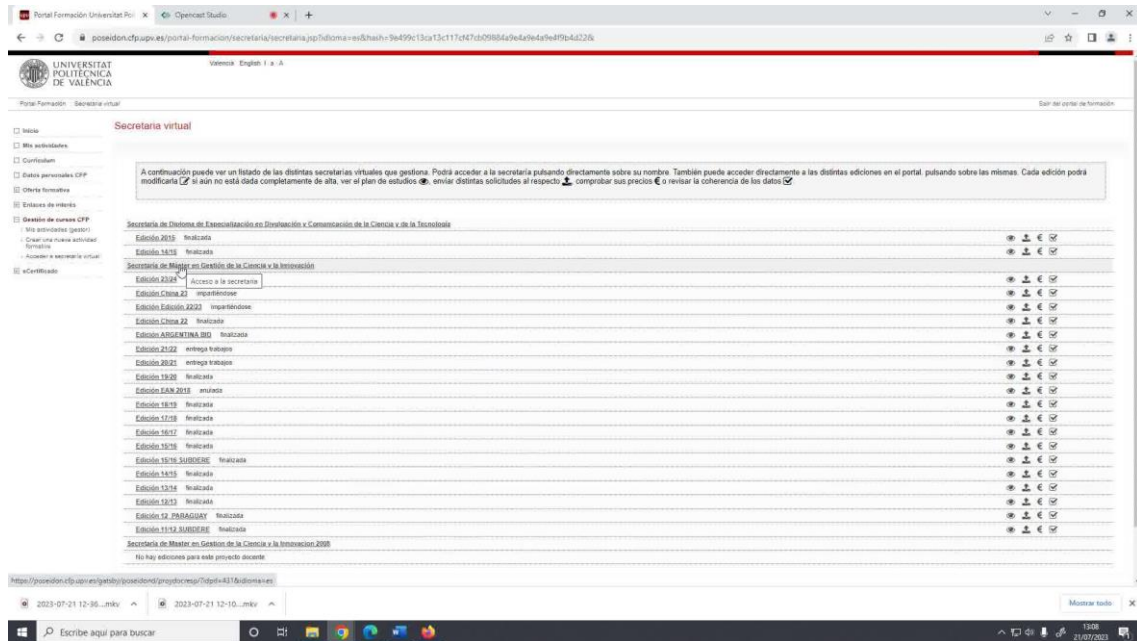 Portal Formación Universitat Pol
Opencast Studio
poseidon.cfp.upv.es/portal-formacion/secretaria/secretaria.jsp?idioma=es&hash=
UNIVERSITAT
POLITÈCNICA
DE VALÈNCIA
Valencià English
Portal Formación Secretaria virtual
Salir del portal de formación
Secretaria virtual
Inicio
Mis actividades
Curriculum
Datos personales CFP
Oferta formativa
Enlaces de interés
Gestión de cursos CFP
Mis actividades (gestor)
Crear una nueva actividad
formativa
Acceder a secretaría virtual
eCertificado
A continuación puede ver un listado de las distintas secretarías virtuales que gestiona. Podrá acceder a la secretaría pulsando directamente sobre su nombre. También puede acceder directamente a las distintas ediciones en el portal, pulsando sobre las mismas. Cada edición podrá
modificarla si aún no está dada completamente de alta, ver el plan de estudios , enviar distintas solicitudes al respecto , comprobar sus precios € o revisar la coherencia de los datos
Secretaría de Diploma de Especialización en Divulgación y Comunicación de la Ciencia y de la Tecnología
Edición 2015 finalizada €
Edición 14/15 finalizada €
Secretaría de Máster en Gestión de la Ciencia y la Innovación
Edición 23/24 €
Acceso a la secretaría
Edición China 23 impartiéndose €
Edición Edición 22/23 impartiéndose €
Edición China 22 finalizada €
Edición ARGENTINA BIO finalizada €
Edición 21/22 entrega trabajos €
Edición 20/21 entrega trabajos €
Edición 19/20 finalizada €
Edición EAN 2018 anulada €
Edición 18/19 finalizada €
Edición 17/18 finalizada €
Edición 16/17 finalizada €
Edición 15/16 finalizada €
Edición 15/16 SUBDERE finalizada €
Edición 14/15 finalizada €
Edición 13/14 finalizada €
Edición 12/13 finalizada €
Edición 12 PARAGUAY finalizada €
Edición 11/12 SUBDERE finalizada €
Secretaría de Master en Gestion de la Ciencia y la Innovacion 2008
No hay ediciones para este proyecto docente
https://poseidon.cfp.upv.es/gatsby/poseidond/proydocresp/?idptl=431&idioma=es
2023-07-21 12-36...mkv
2023-07-21 12-10...mkv
Mostrar todo
Escribe aquí para buscar
13:08
21/07/2023